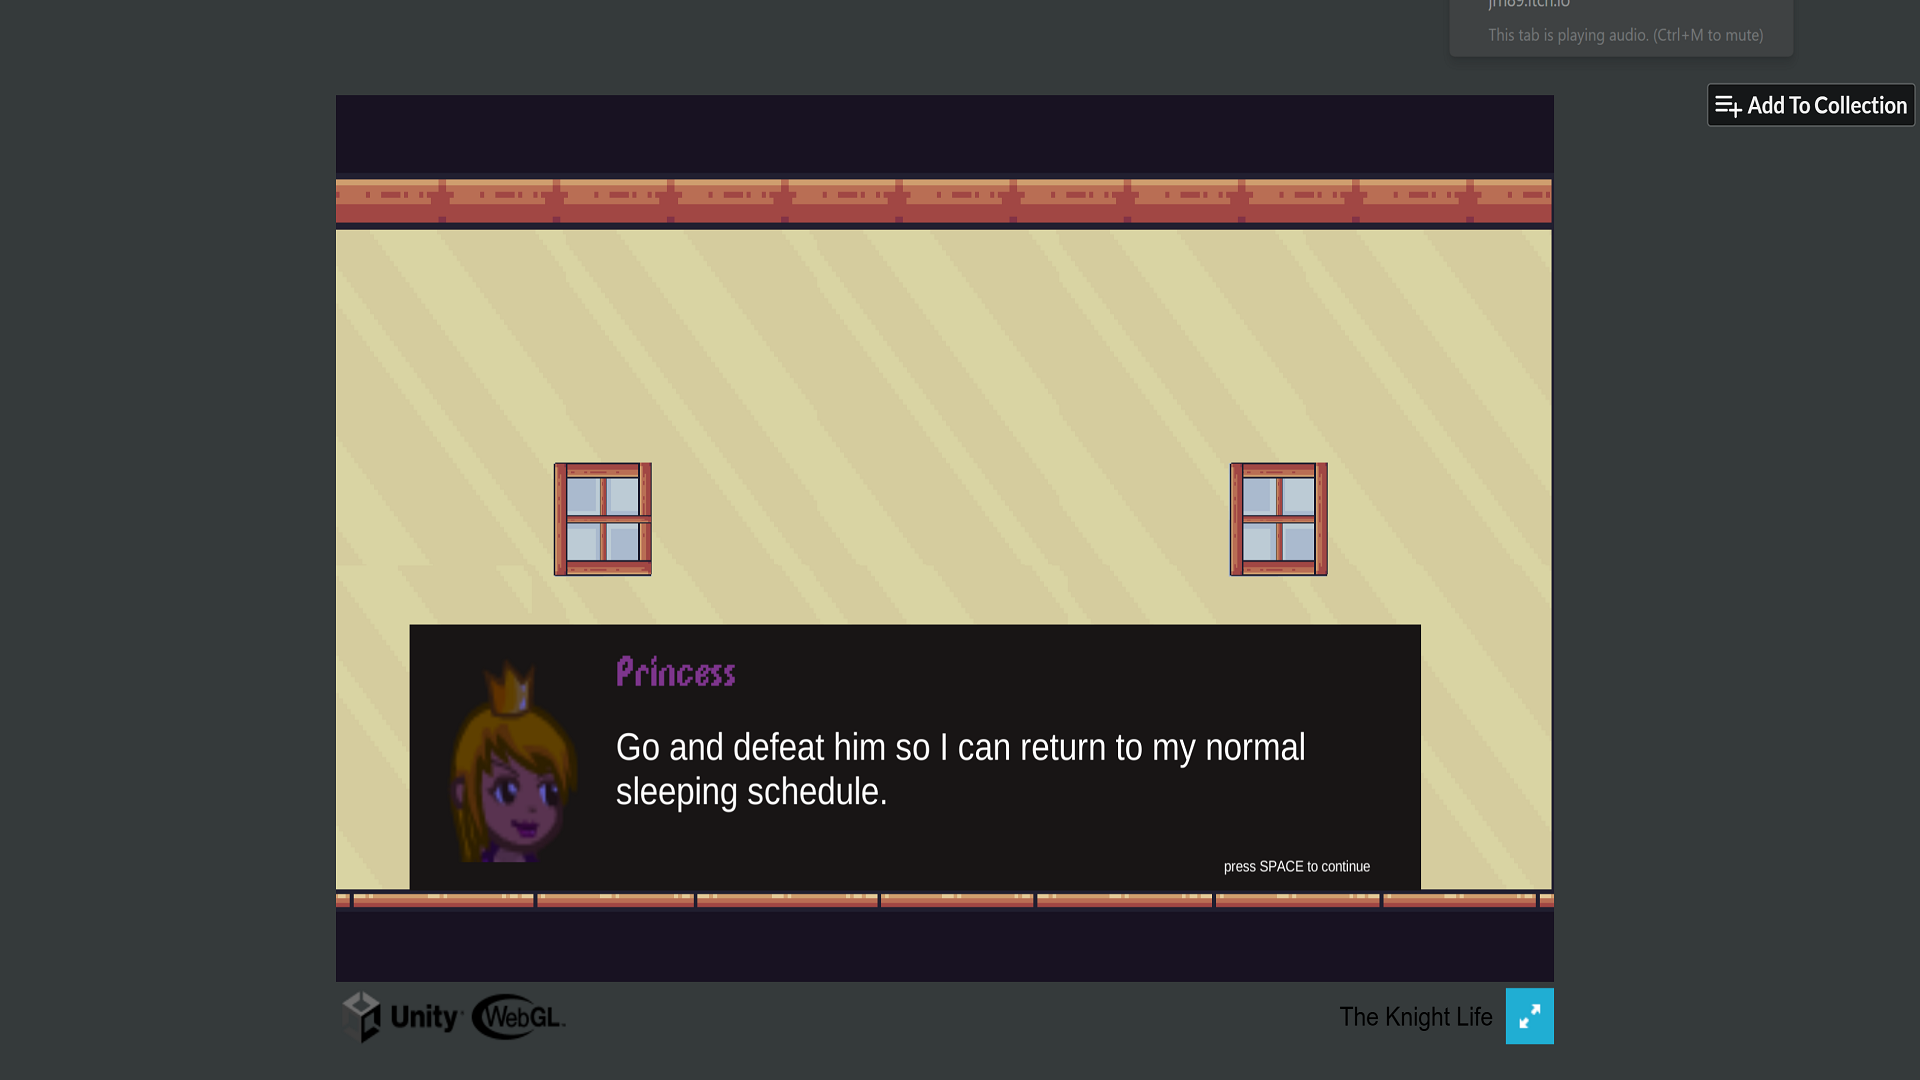 This tab is playing audio. (Ctrl+M to mute)
Add To Collection
Princess
Go and defeat him so I can return to my normal
sleeping schedule.
press SPACE to continue
Unity WebGL
The Knight Life